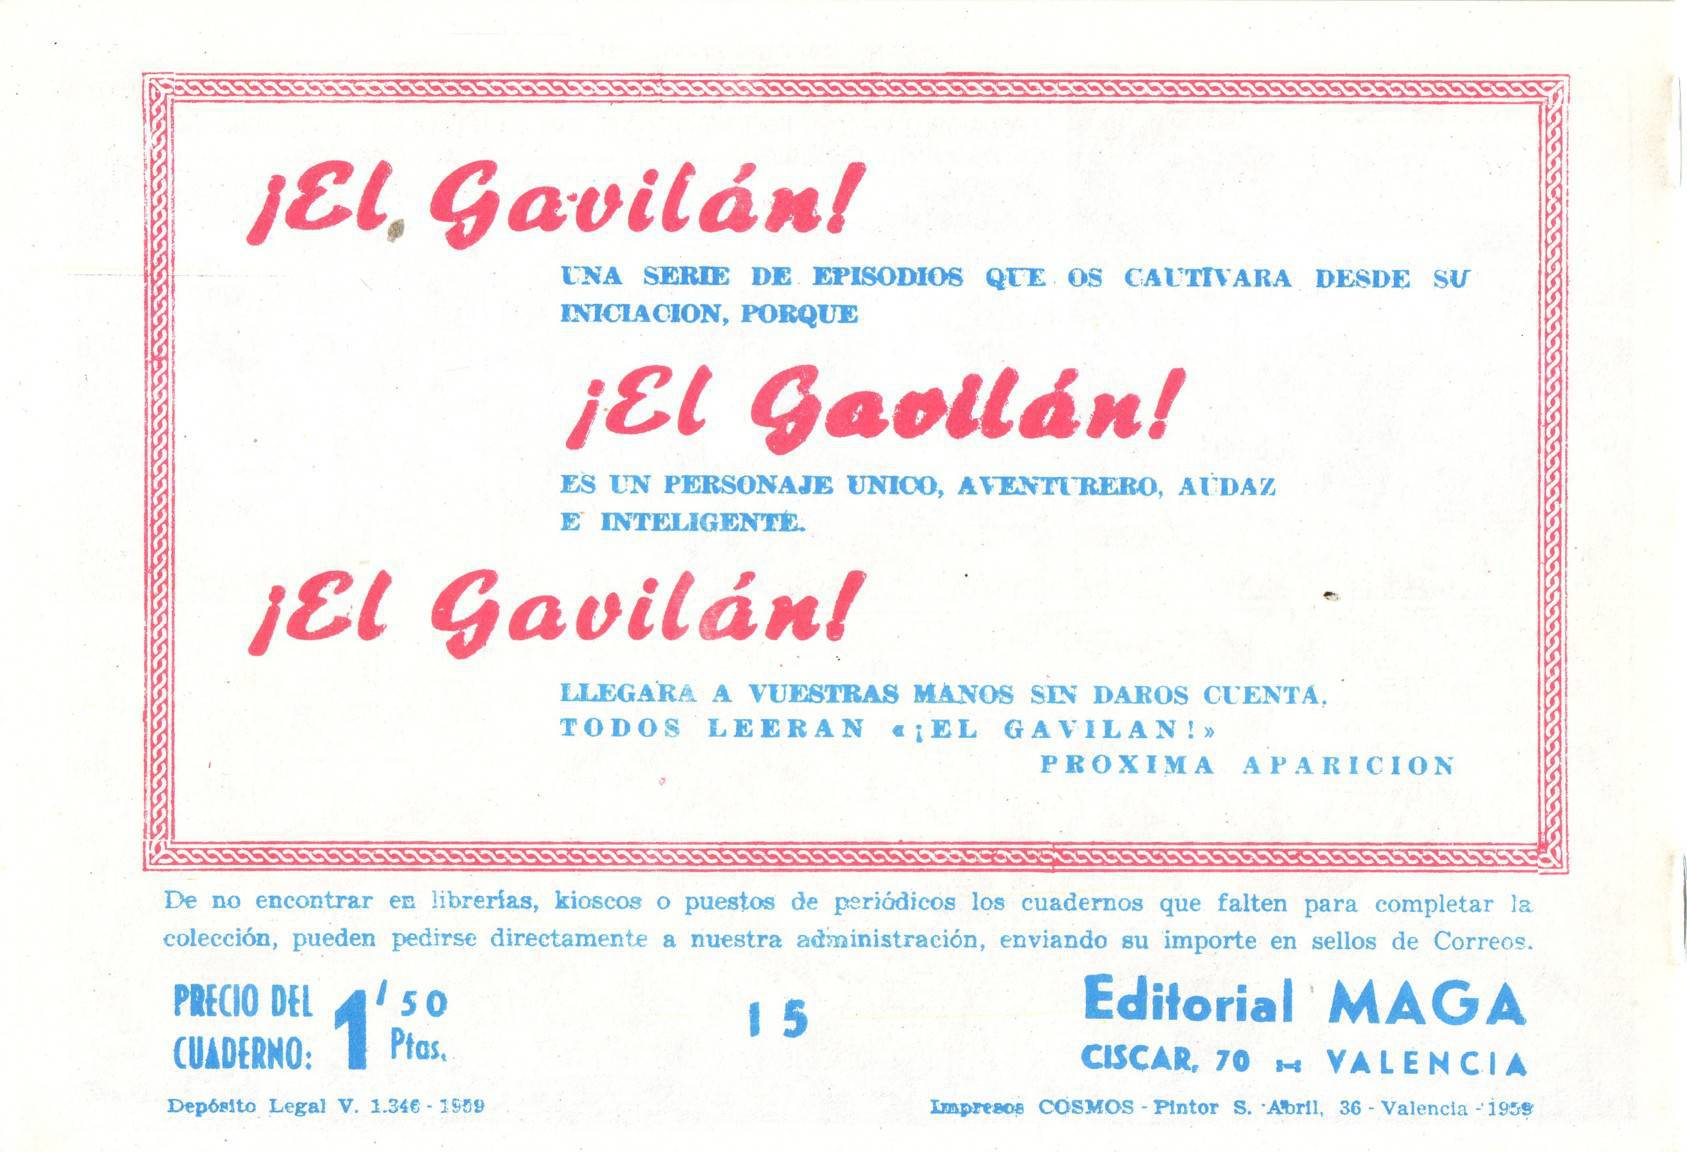 ¡El Gavilán!
UNA SERIE DE EPISODIOS QUE OS CAUTIVARA DESDE SU
INICIACION, PORQUE
¡El Gavilán!
ES UN PERSONAJE UNICO, AVENTURERO, AUDAZ
E INTELIGENTE.
¡El Gavilán!
LLEGARA A VUESTRAS MANOS SIN DAROS CUENTA.
TODOS LEERAN «¡EL GAVILAN!»
PROXIMA APARICION
De no encontrar en librerías, kioscos o puestos de periódicos los cuadernos que falten para completar la
colección, pueden pedirse directamente a nuestra administración, enviando su importe en sellos de Correos.
PRECIO DEL
CUADERNO: 1'50
Ptas.
15
Editorial MAGA
CISCAR, 70 - VALENCIA
Depósito Legal V. 1.346 - 1959
Impresos COSMOS - Pintor S. Abril, 36 - Valencia - 1959